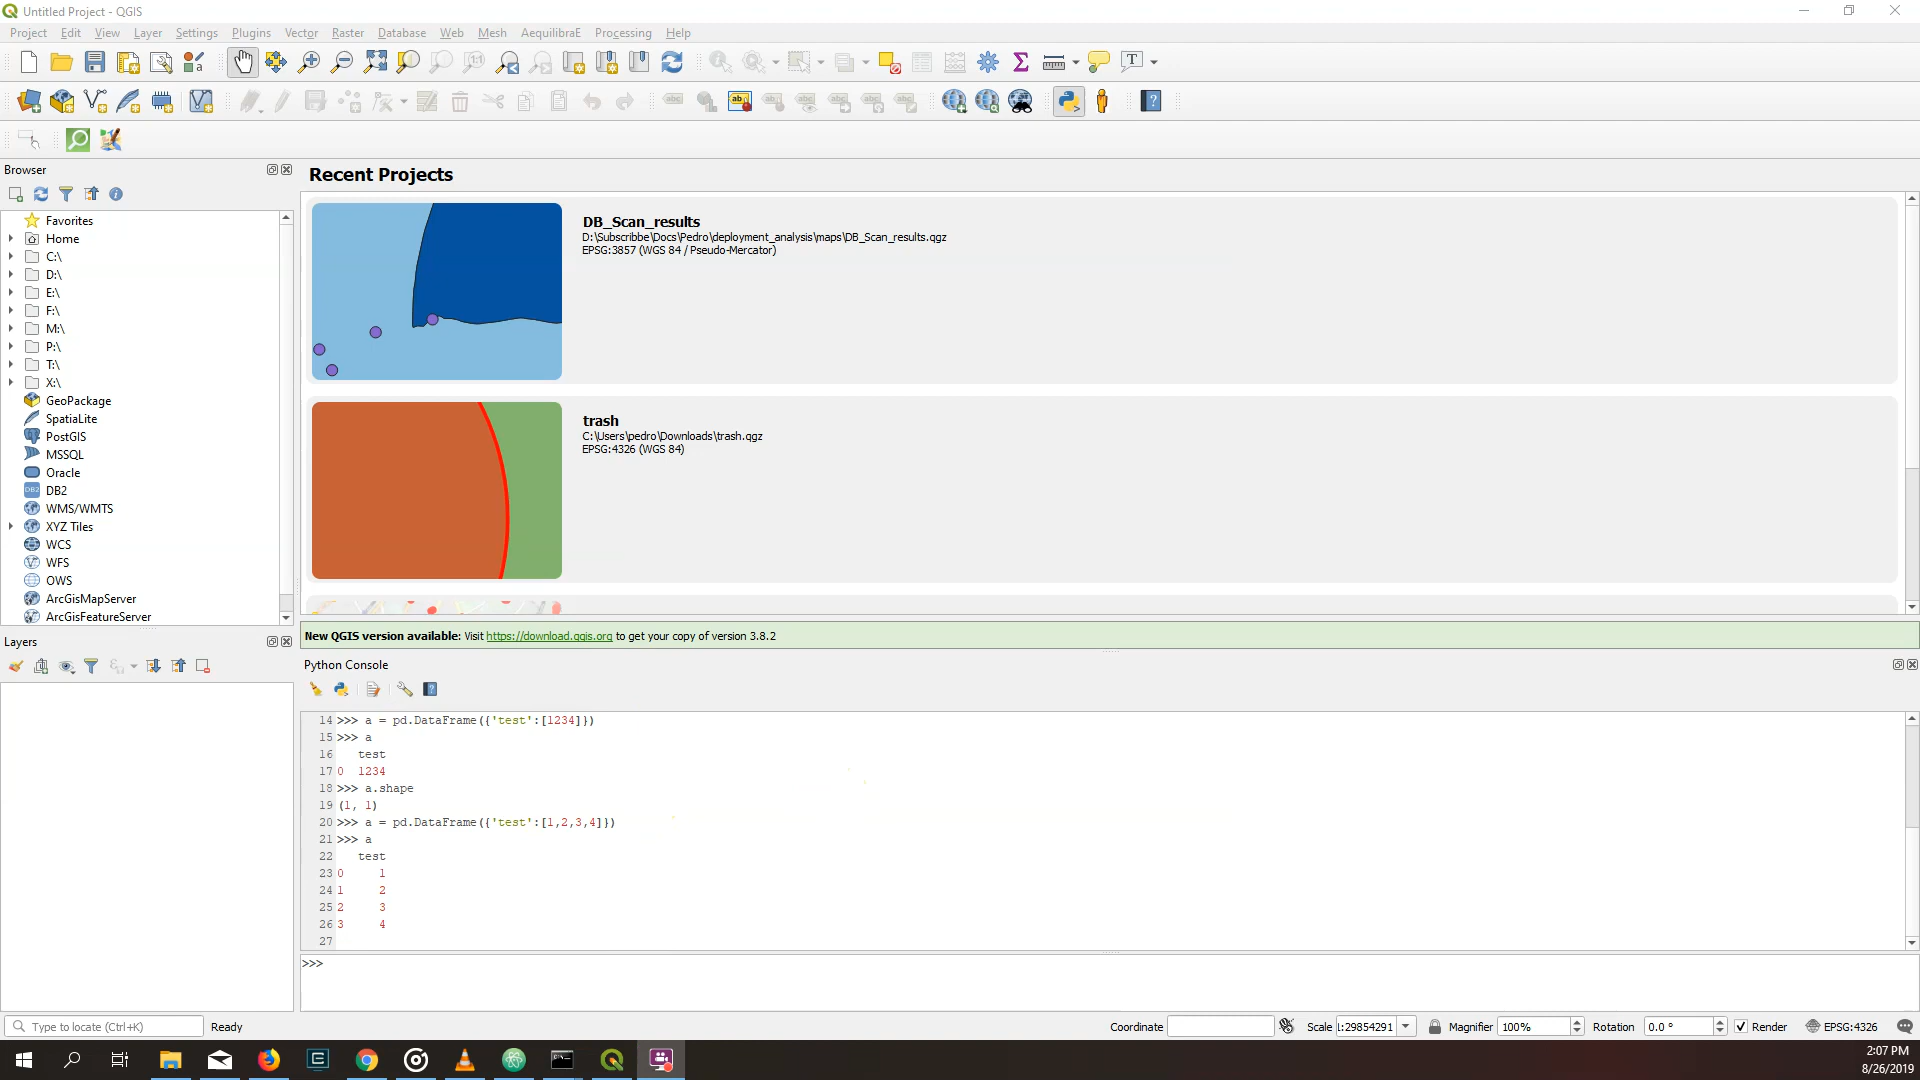 Untitled Project - QGIS
Project Edit View Layer Settings Plugins Vector Raster Database Web Mesh AequilibraE Processing Help
Browser
Favorites
Home
C:\
D:\
E:\
F:\
M:\
P:\
T:\
X:\
GeoPackage
SpatiaLite
PostGIS
MSSQL
Oracle
DB2
WMS/WMTS
XYZ Tiles
WCS
WFS
OWS
ArcGisMapServer
ArcGisFeatureServer
Layers
Recent Projects
DB_Scan_results
D:\Subscribbe\Docs\Pedro\deployment_analysis\maps\DB_Scan_results.qgz
EPSG:3857 (WGS 84 / Pseudo-Mercator)
trash
C:\Users\pedro\Downloads\trash.qgz
EPSG:4326 (WGS 84)
New QGIS version available: Visit https://download.qgis.org to get your copy of version 3.8.2
Python Console
14 >>> a = pd.DataFrame({'test':[1234]})
15 >>> a
16 test
17 0 1234
18 >>> a.shape
19 (1, 1)
20 >>> a = pd.DataFrame({'test':[1,2,3,4]})
21 >>> a
22 test
23 0 1
24 1 2
25 2 3
26 3 4
27
>>>
Type to locate (Ctrl+K) Ready Coordinate Scale 1:29854291 Magnifier 100% Rotation 0.0 ° Render EPSG:4326
2:07 PM
8/26/2019